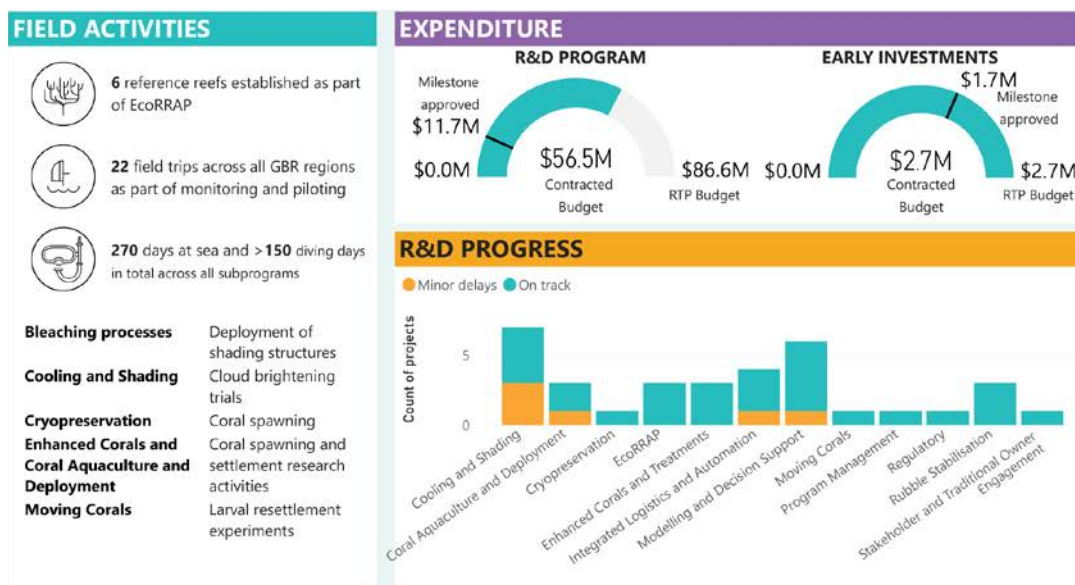 FIELD ACTIVITIES
6 reference reefs established as part
of EcoRRAP
22 field trips across all GBR regions
as part of monitoring and piloting
270 days at sea and >150 diving days
in total across all subprograms
Bleaching processes Deployment of
shading structures
Cooling and Shading Cloud brightening
trials
Cryopreservation Coral spawning
Enhanced Corals and Coral spawning and
Coral Aquaculture and settlement research
Deployment activities
Moving Corals Larval resettlement
experiments
EXPENDITURE
R&D PROGRAM
Milestone
approved
$11.7M
$0.0M
$56.5M
Contracted
Budget
$86.6M
RTP Budget
EARLY INVESTMENTS
$1.7M
Milestone
approved
$0.0M
$2.7M
Contracted
Budget
$2.7M
RTP Budget
R&D PROGRESS
Minor delays On track
Count of projects
5
0
Cooling and Shading
Coral Aquaculture and Deployment
Cryopreservation
EcoRRAP
Enhanced Corals and Treatments
Integrated Logistics and Automation
Modelling and Decision Support
Moving Corals
Program Management
Regulatory
Rubble Stabilisation
Stakeholder and Traditional Owner
Engagement